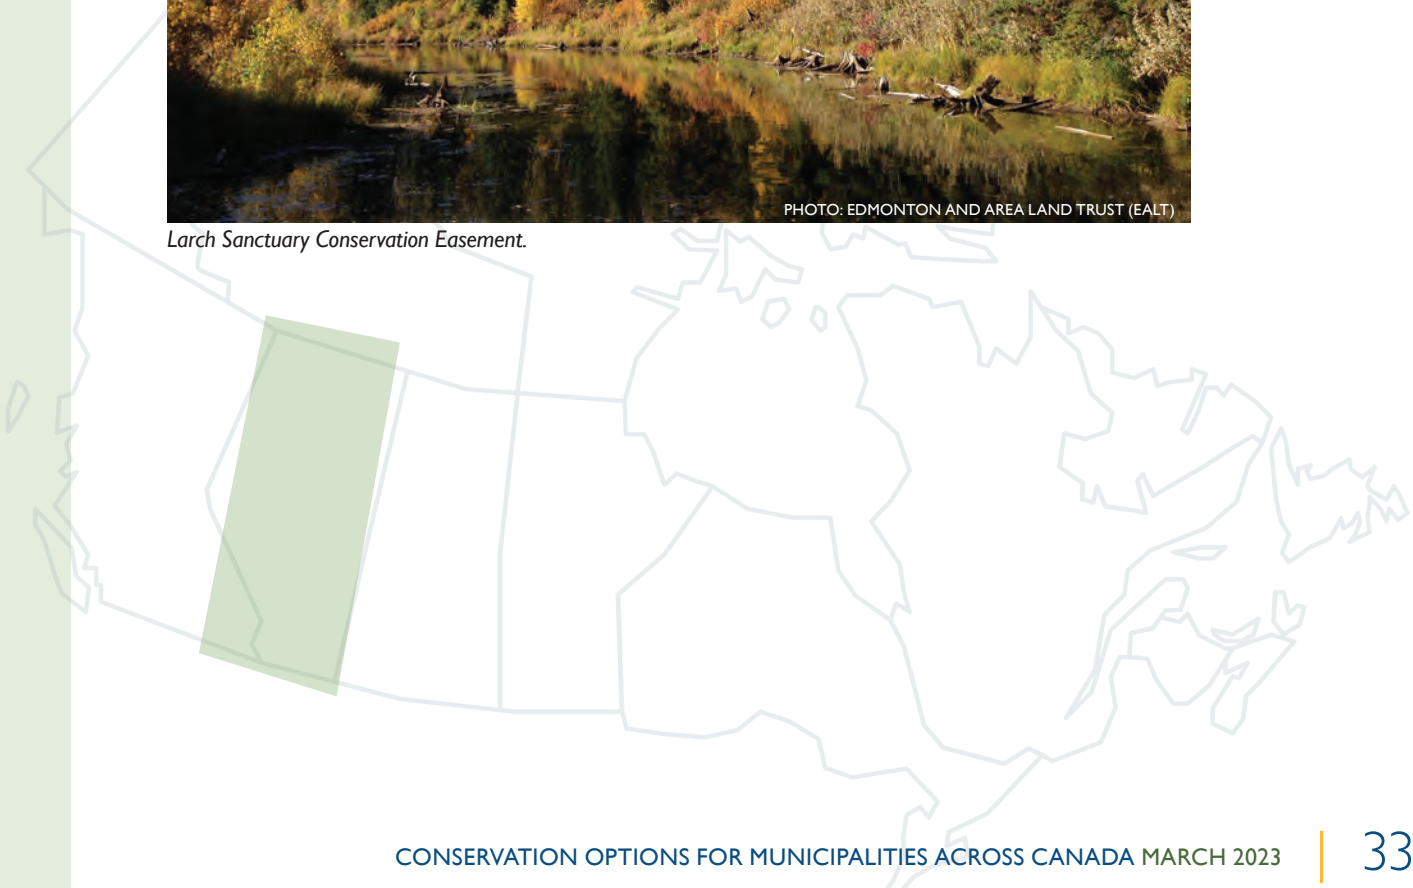 PHOTO: EDMONTON AND AREA LAND TRUST (EALT)
Larch Sanctuary Conservation Easement.
CONSERVATION OPTIONS FOR MUNICIPALITIES ACROSS CANADA MARCH 2023 33